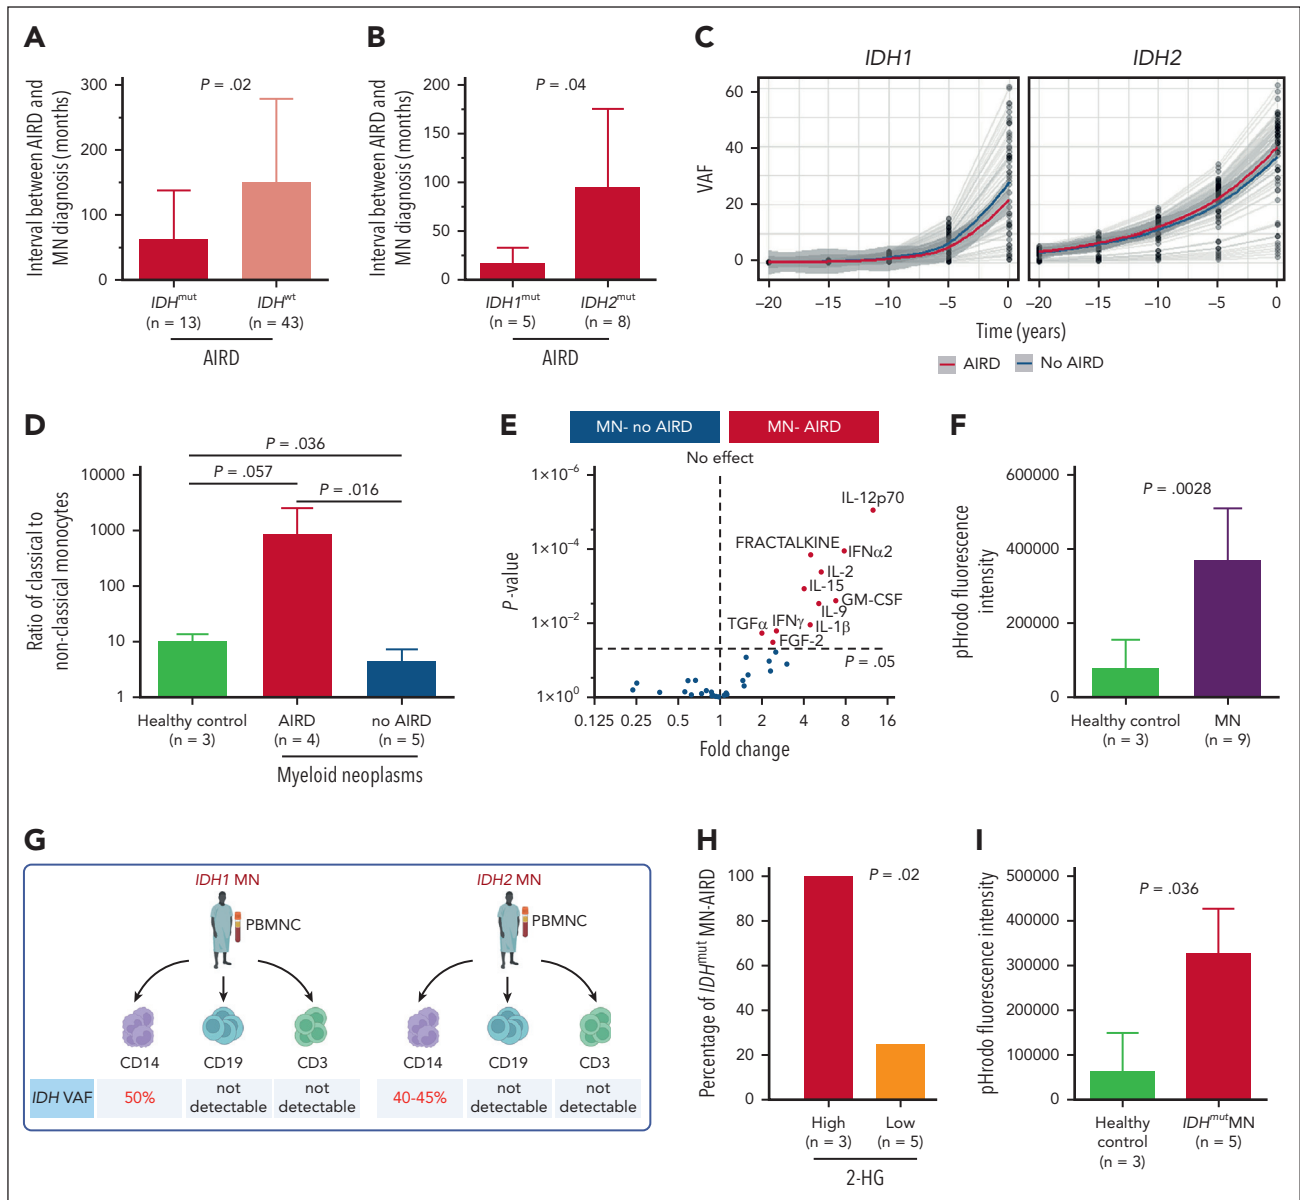 A
Interval between AIRD and
MN diagnosis (months)
300
200
150
100
50
0
P = .02
IDHmut
(n = 13)
IDHwt
(n = 43)
AIRD
B
Interval between AIRD and
MN diagnosis (months)
200
150
100
50
0
P = .04
IDH1mut
(n = 5)
IDH2mut
(n = 8)
AIRD
C
IDH1
IDH2
VAF
60
40
20
0
−20
−15
−10
−5
0
−20
−15
−10
−5
0
Time (years)
AIRD
No AIRD
D
Ratio of classical to
non-classical monocytes
10000
1000
100
10
1
P = .036
P = .057
P = .016
Healthy control
(n = 3)
AIRD
(n = 4)
no AIRD
(n = 5)
Myeloid neoplasms
E
MN- no AIRD
MN- AIRD
No effect
P-value
1×10−6
1×10−4
1×10−2
1×100
IL-12p70
FRACTALKINE
IFNα2
IL-2
IL-15
GM-CSF
IL-9
TGFα
IFNγ
IL-1β
FGF-2
P = .05
0.125
0.25
0.5
1
2
4
8
16
Fold change
F
pHrodo fluorescence
intensity
600000
400000
200000
0
P = .0028
Healthy control
(n = 3)
MN
(n = 9)
G
IDH1 MN
PBMNC
CD14
CD19
CD3
IDH2 MN
PBMNC
CD14
CD19
CD3
IDH VAF
50%
not
detectable
not
detectable
40-45%
not
detectable
not
detectable
H
Percentage of IDHmut MN-AIRD
100
80
60
40
20
0
P = .02
High
(n = 3)
Low
(n = 5)
2-HG
I
pHrodo fluorescence intensity
500000
400000
300000
200000
100000
0
P = .036
Healthy
control
(n = 3)
IDHmutMN
(n = 5)